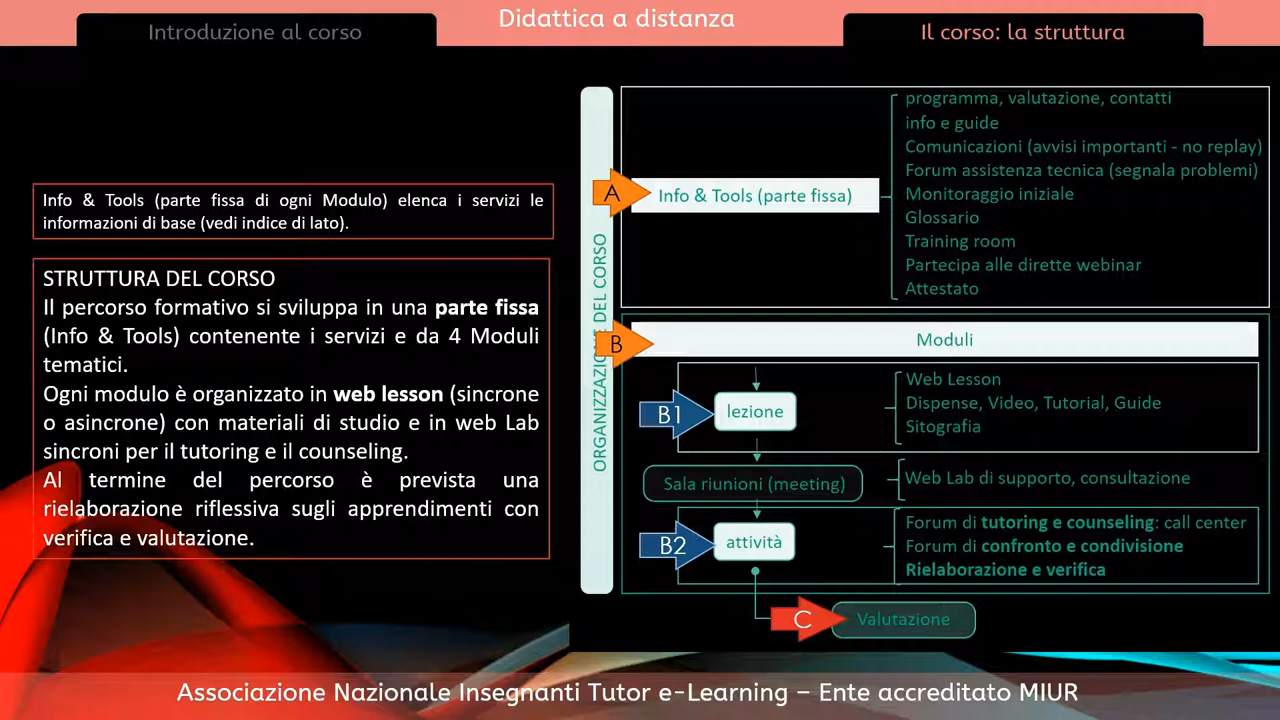 Introduzione al corso
Didattica a distanza
Il corso: la struttura
Info & Tools (parte fissa di ogni Modulo) elenca i servizi le
informazioni di base (vedi indice di lato).
STRUTTURA DEL CORSO
Il percorso formativo si sviluppa in una parte fissa
(Info & Tools) contenente i servizi e da 4 Moduli
tematici.
Ogni modulo è organizzato in web lesson (sincrone
o asincrone) con materiali di studio e in web Lab
sincroni per il tutoring e il counseling.
Al termine del percorso è prevista una
rielaborazione riflessiva sugli apprendimenti con
verifica e valutazione.
ORGANIZZAZIONE DEL CORSO
A
Info & Tools (parte fissa)
programma, valutazione, contatti
info e guide
Comunicazioni (avvisi importanti - no replay)
Forum assistenza tecnica (segnala problemi)
Monitoraggio iniziale
Glossario
Training room
Partecipa alle dirette webinar
Attestato
B
Moduli
B1
lezione
Web Lesson
Dispense, Video, Tutorial, Guide
Sitografia
Sala riunioni (meeting)
Web Lab di supporto, consultazione
B2
attività
Forum di tutoring e counseling: call center
Forum di confronto e condivisione
Rielaborazione e verifica
C
Valutazione
Associazione Nazionale Insegnanti Tutor e-Learning – Ente accreditato MIUR